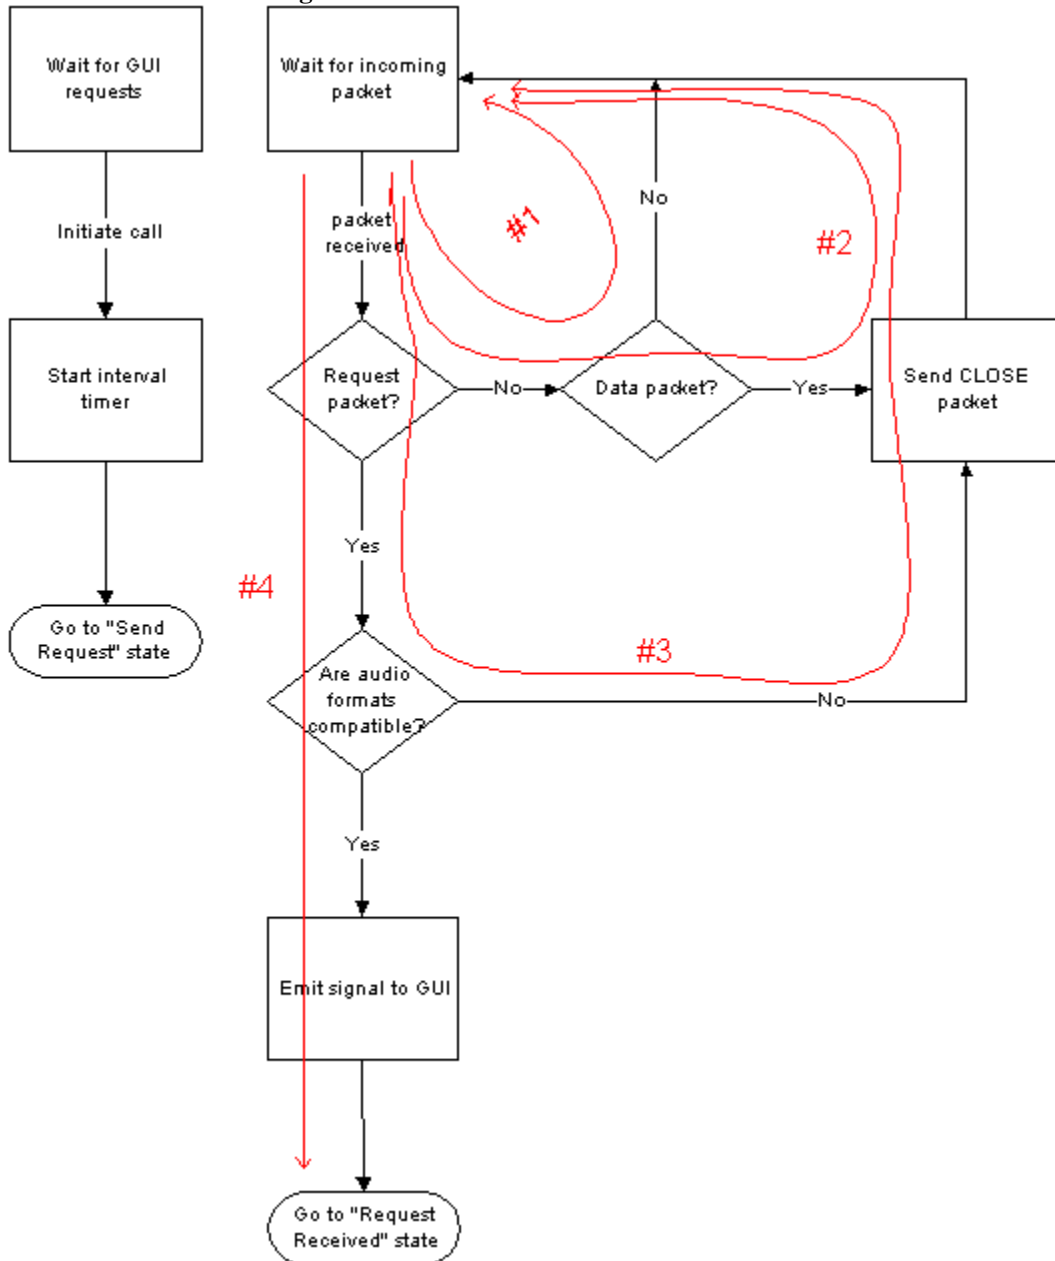 Wait for GUI
requests
Initiate call
Start interval
timer
Go to "Send
Request" state
Wait for incoming
packet
packet
received
Request
packet?
No
Data packet?
No
Yes
Send CLOSE
packet
Yes
Are audio
formats
compatible?
No
Yes
Emit signal to GUI
Go to "Request
Received" state
#1
#2
#3
#4